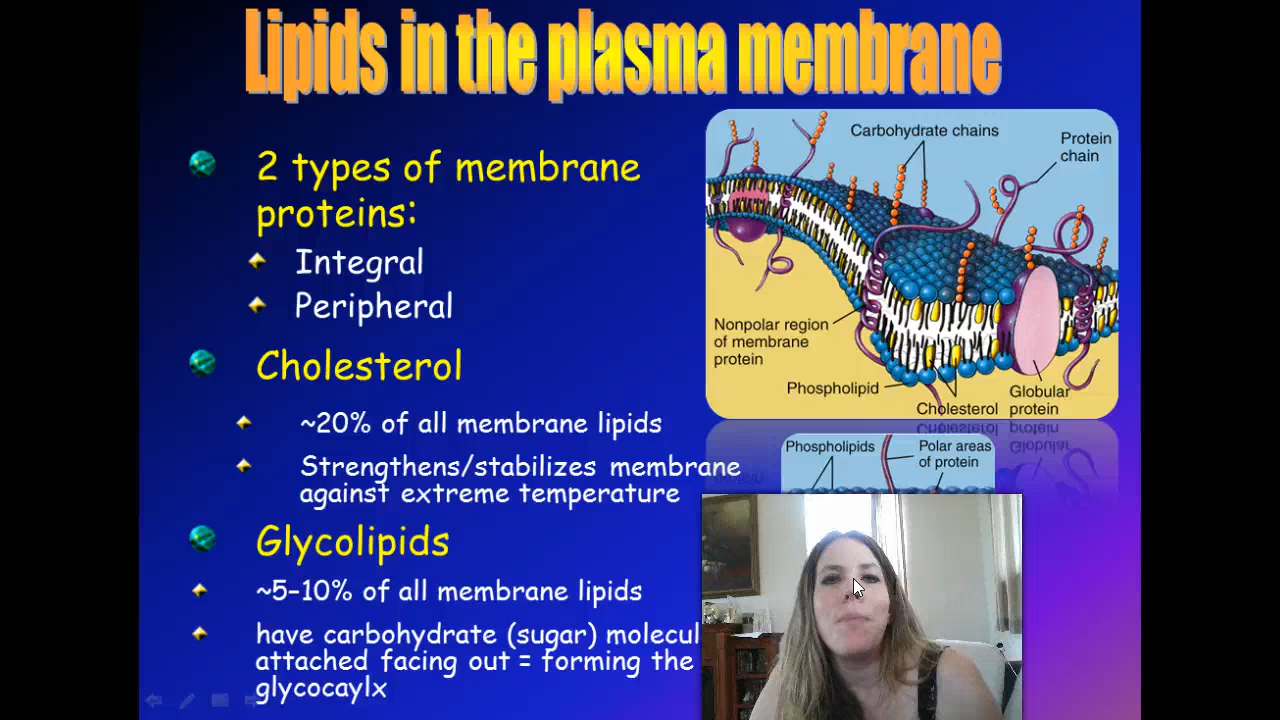 Lipids in the plasma membrane
2 types of membrane
proteins:
Integral
Peripheral
Cholesterol
~20% of all membrane lipids
Strengthens/stabilizes membrane
against extreme temperature
Glycolipids
~5-10% of all membrane lipids
have carbohydrate (sugar) molecul
attached facing out = forming the
glycocaylx
Carbohydrate chains
Protein
chain
Nonpolar region
of membrane
protein
Phospholipid
Cholesterol
Globular
protein
Phospholipids
Polar areas
of protein